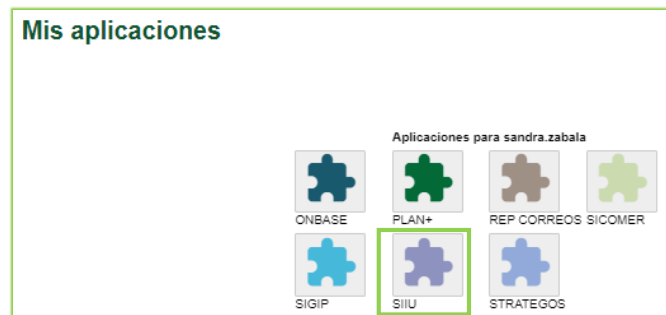 Mis aplicaciones
Aplicaciones para sandra.zabala
ONBASE PLAN+ REP CORREOS SICOMER
SIGIP SIIU STRATEGOS